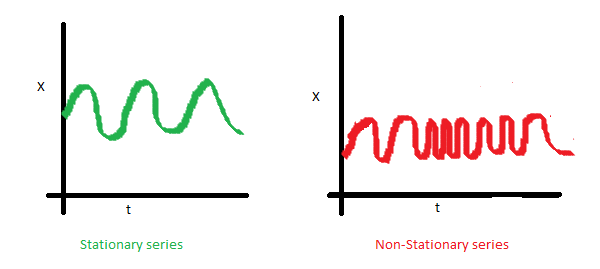 X
t
Stationary series
X
t
Non-Stationary series